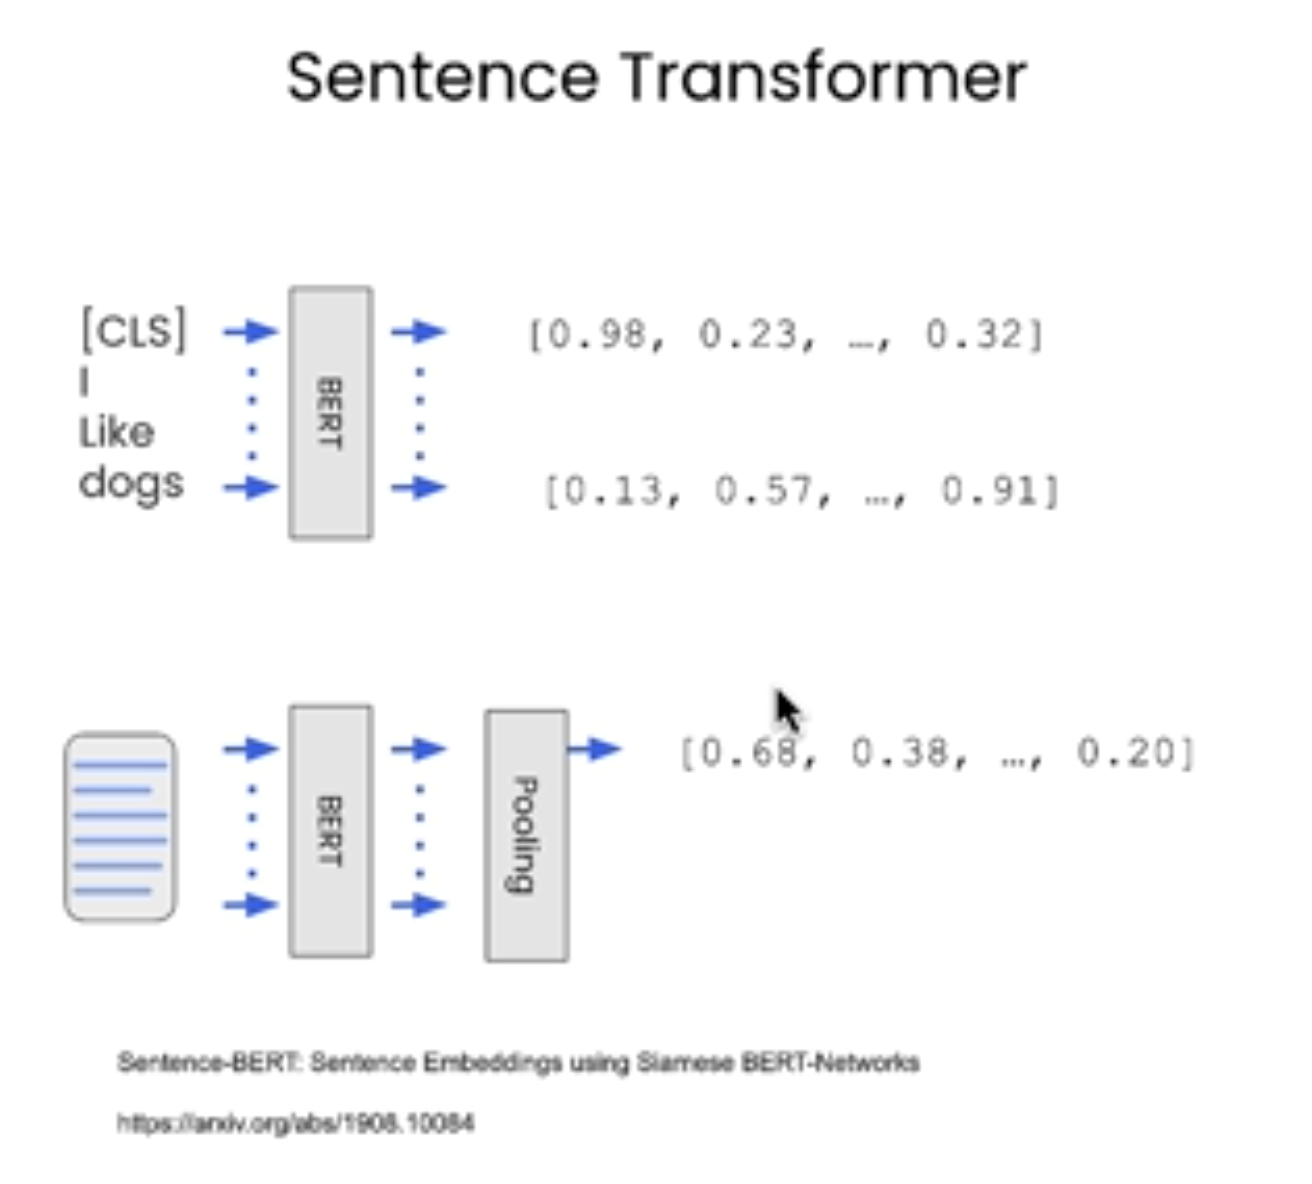 Sentence Transformer
[CLS]
I
Like
dogs
BERT
[0.98, 0.23, …, 0.32]
[0.13, 0.57, …, 0.91]
BERT
Pooling
[0.68, 0.38, …, 0.20]
Sentence-BERT: Sentence Embeddings using Siamese BERT-Networks
https://arxiv.org/abs/1908.10084